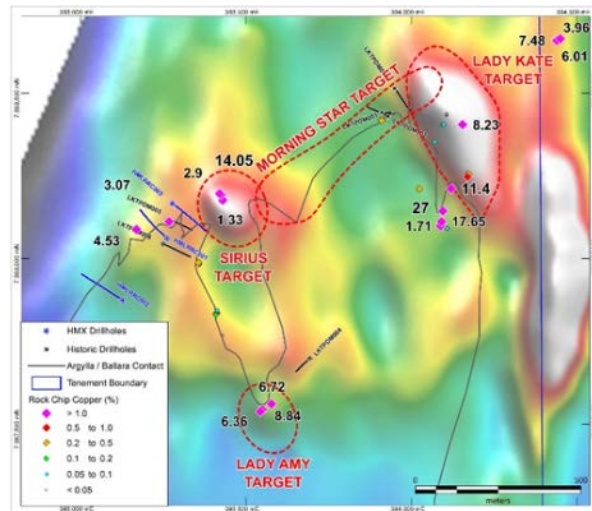 3.96
7.48
6.01
LADY KATE
TARGET
MORNING STAR TARGET
8.23
14.05
2.9
3.07
1.33
11.4
27
17.65
1.71
4.53
SIRIUS
TARGET
LKTPDM004
6.72
6.36
8.84
LADY AMY
TARGET
HMX Drillholes
Historic Drillholes
Argylla / Ballara Contact
Tenement Boundary
Rock Chip Copper (%)
> 1.0
0.5 to 1.0
0.2 to 0.5
0.1 to 0.2
0.05 to 0.1
< 0.05
0
500
meters